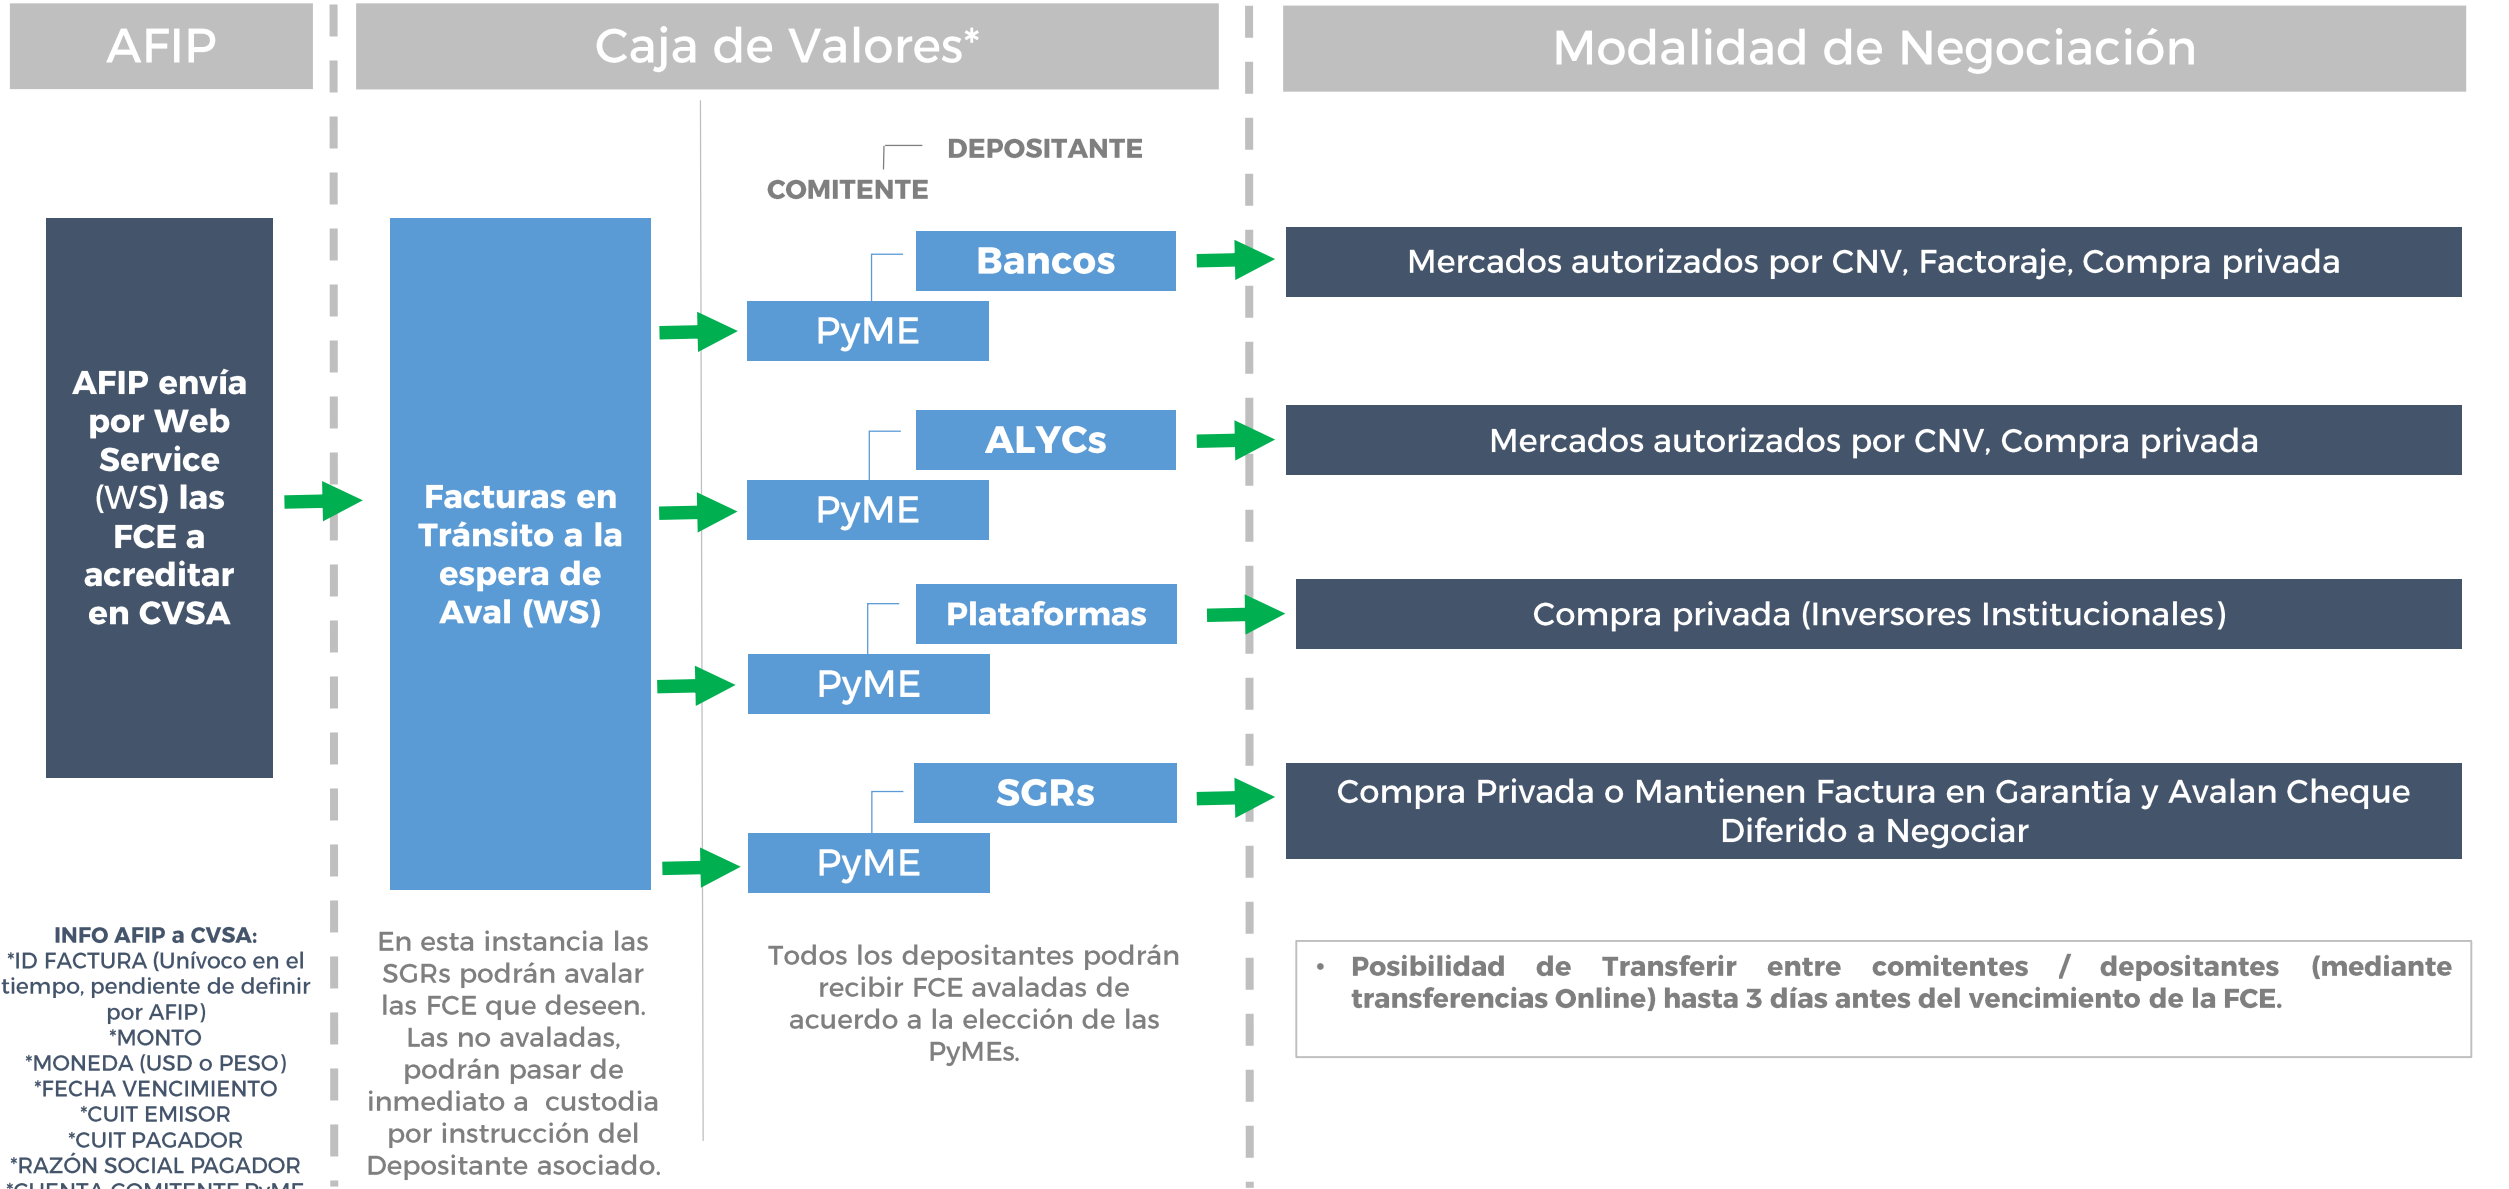 AFIP
Caja de Valores*
Modalidad de Negociación
DEPOSITANTE
COMITENTE
AFIP envía
por Web
Service
(WS) las
FCE a
acreditar
en CVSA
Facturas en
Tránsito a la
espera de
Aval (WS)
Bancos
PyME
Mercados autorizados por CNV, Factoraje, Compra privada
ALYCs
PyME
Mercados autorizados por CNV, Compra privada
Plataformas
PyME
Compra privada (Inversores Institucionales)
SGRs
PyME
Compra Privada o Mantienen Factura en Garantía y Avalan Cheque
Diferido a Negociar
INFO AFIP a CVSA:
*ID FACTURA (Unívoco en el
tiempo, pendiente de definir
por AFIP)
*MONTO
*MONEDA (USD o PESO)
*FECHA VENCIMIENTO
*CUIT EMISOR
*CUIT PAGADOR
*RAZÓN SOCIAL PAGADOR
*CUENTA COMITENTE PyME
En esta instancia las
SGRs podrán avalar
las FCE que deseen.
Las no avaladas,
podrán pasar de
inmediato a custodia
por instrucción del
Depositante asociado.
Todos los depositantes podrán
recibir FCE avaladas de
acuerdo a la elección de las
PyMEs.
• Posibilidad de Transferir entre comitentes / depositantes (mediante
transferencias Online) hasta 3 días antes del vencimiento de la FCE.